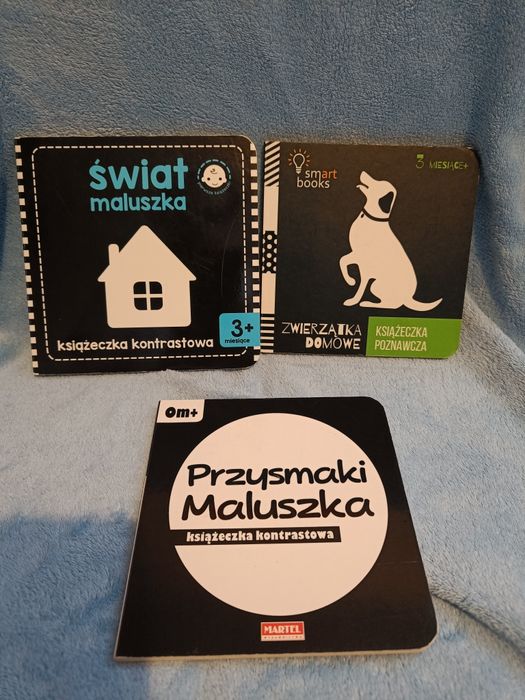 świat
maluszka
książeczka kontrastowa
3+
miesiące
smart
books
3 MIESIĄCE+
ZWIERZĄTKA
DOMOWE
KSIĄŻECZKA
POZNAWCZA
0m+
Przysmaki
Maluszka
książeczka kontrastowa
MARTEL